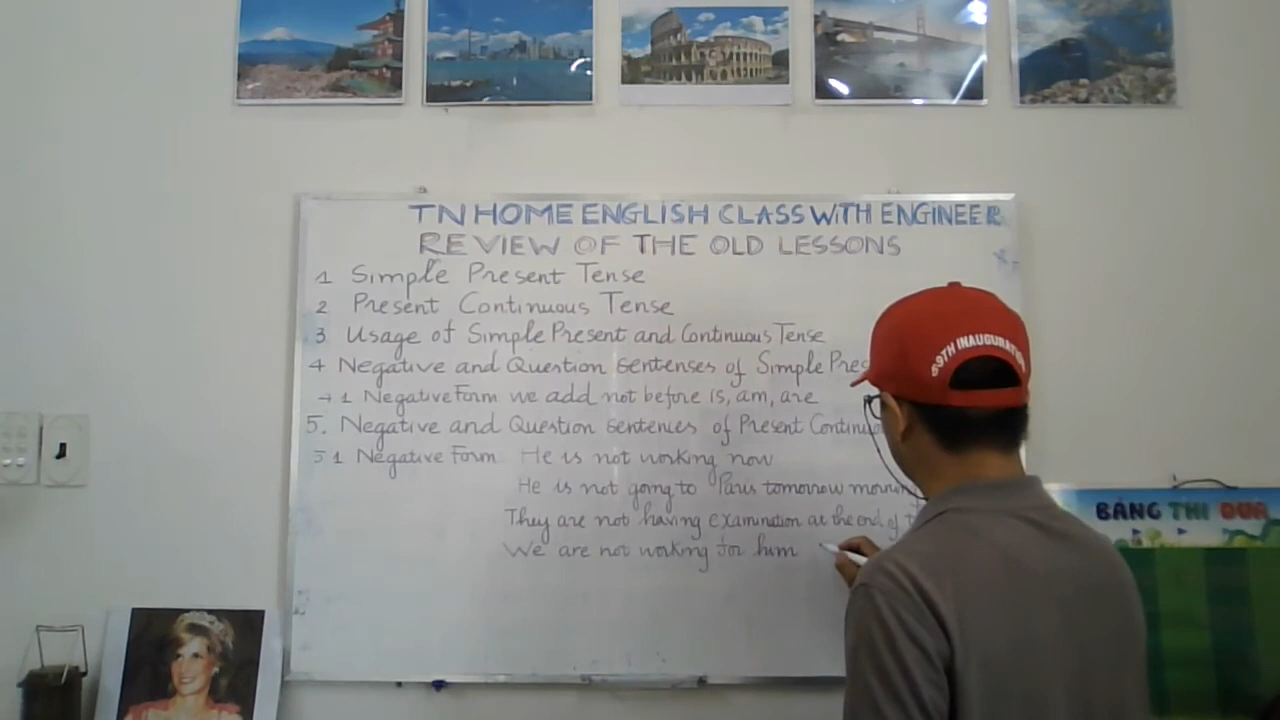 TN HOME ENGLISH CLASS WITH ENGINEER
REVIEW OF THE OLD LESSONS
1 Simple Present Tense
2 Present Continuous Tense
3 Usage of Simple Present and Continuous Tense
4 Negative and Question sentenses of Simple Pres
4 1 Negative Form we add not before is, am, are
5. Negative and Question sentences of Present Continuo
5 1 Negative Form He is not working now
He is not going to Paris tomorrow morning
They are not having examination at the end of t
We are not working for him
59TH INAUGURATION
BẢNG THI ĐUA